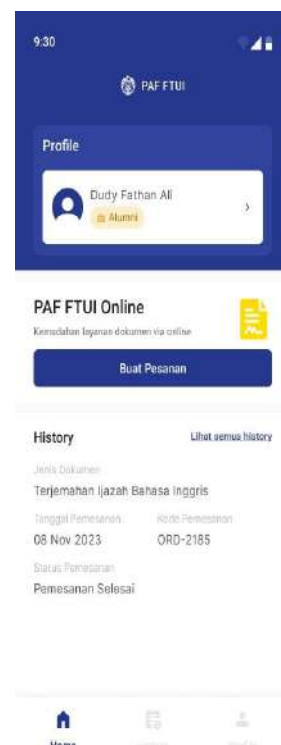 9:30
PAF FTUI
Profile
Dudy Fathan Ali
Alumni
PAF FTUI Online
Kemudahan layanan dokumen via online
Buat Pesanan
History
Lihat semua history
Jenis Dokumen
Terjemahan Ijazah Bahasa Inggris
Tanggal Pemesanan
Kode Pemesanan
08 Nov 2023
ORD-2185
Status Pemesanan
Pemesanan Selesai
Home